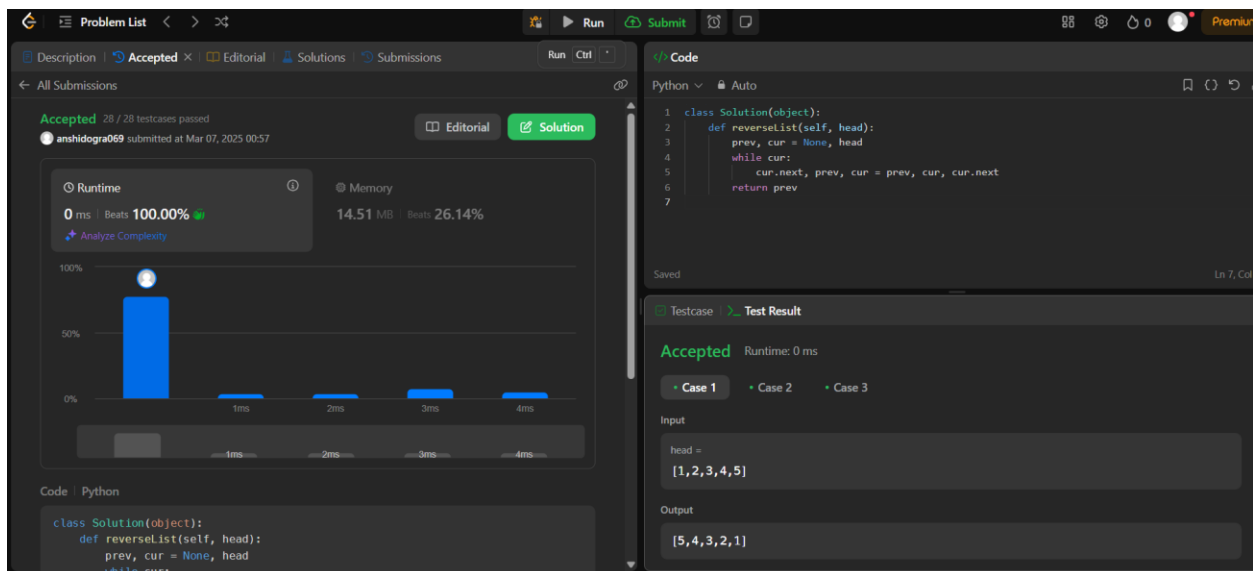 Problem List
Run
Submit
0
Premium
Description
Accepted
Editorial
Solutions
Submissions
Run Ctrl '
All Submissions
Accepted 28 / 28 testcases passed
anshidogra069 submitted at Mar 07, 2025 00:57
Editorial
Solution
Runtime
0 ms Beats 100.00%
Analyze Complexity
Memory
14.51 MB Beats 26.14%
100%
50%
0%
1ms 2ms 3ms 4ms
1ms 2ms 3ms 4ms
Code Python
class Solution(object):
def reverseList(self, head):
prev, cur = None, head
while cur:
</> Code
Python Auto
1 class Solution(object):
2 def reverseList(self, head):
3 prev, cur = None, head
4 while cur:
5 cur.next, prev, cur = prev, cur, cur.next
6 return prev
7
Saved
Ln 7, Col
Testcase
>_ Test Result
Accepted Runtime: 0 ms
Case 1 Case 2 Case 3
Input
head =
[1,2,3,4,5]
Output
[5,4,3,2,1]